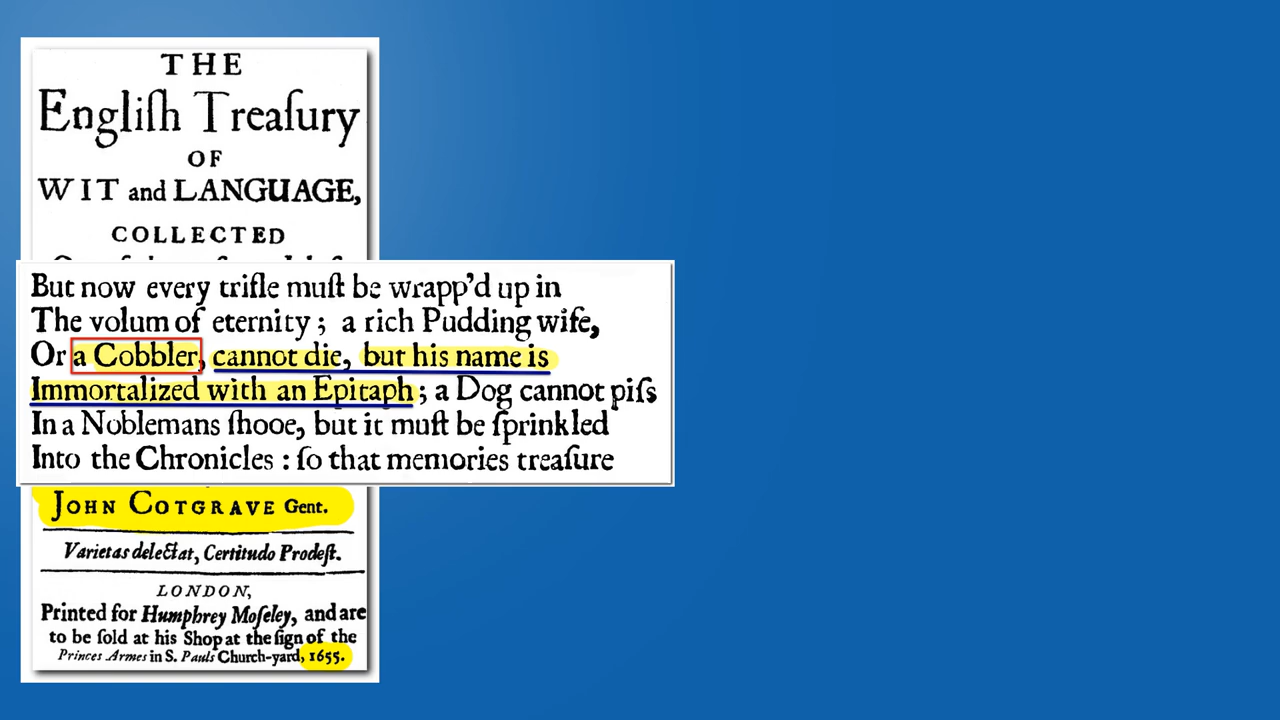 THE
Engliſh Treaſury
OF
WIT and LANGUAGE,
COLLECTED
But now every trifle muſt be wrapp'd up in
The volum of eternity ; a rich Pudding wife,
Or a Cobbler, cannot die, but his name is
Immortalized with an Epitaph ; a Dog cannot piſs
In a Noblemans ſhooe, but it muſt be ſprinkled
Into the Chronicles : ſo that memories treaſure
JOHN COTGRAVE Gent.
Varietas delectat, Certitudo Prodeſt.
LONDON,
Printed for Humphrey Moſeley, and are
to be ſold at his Shop at the ſign of the
Princes Armes in S. Pauls Church-yard, 1655.